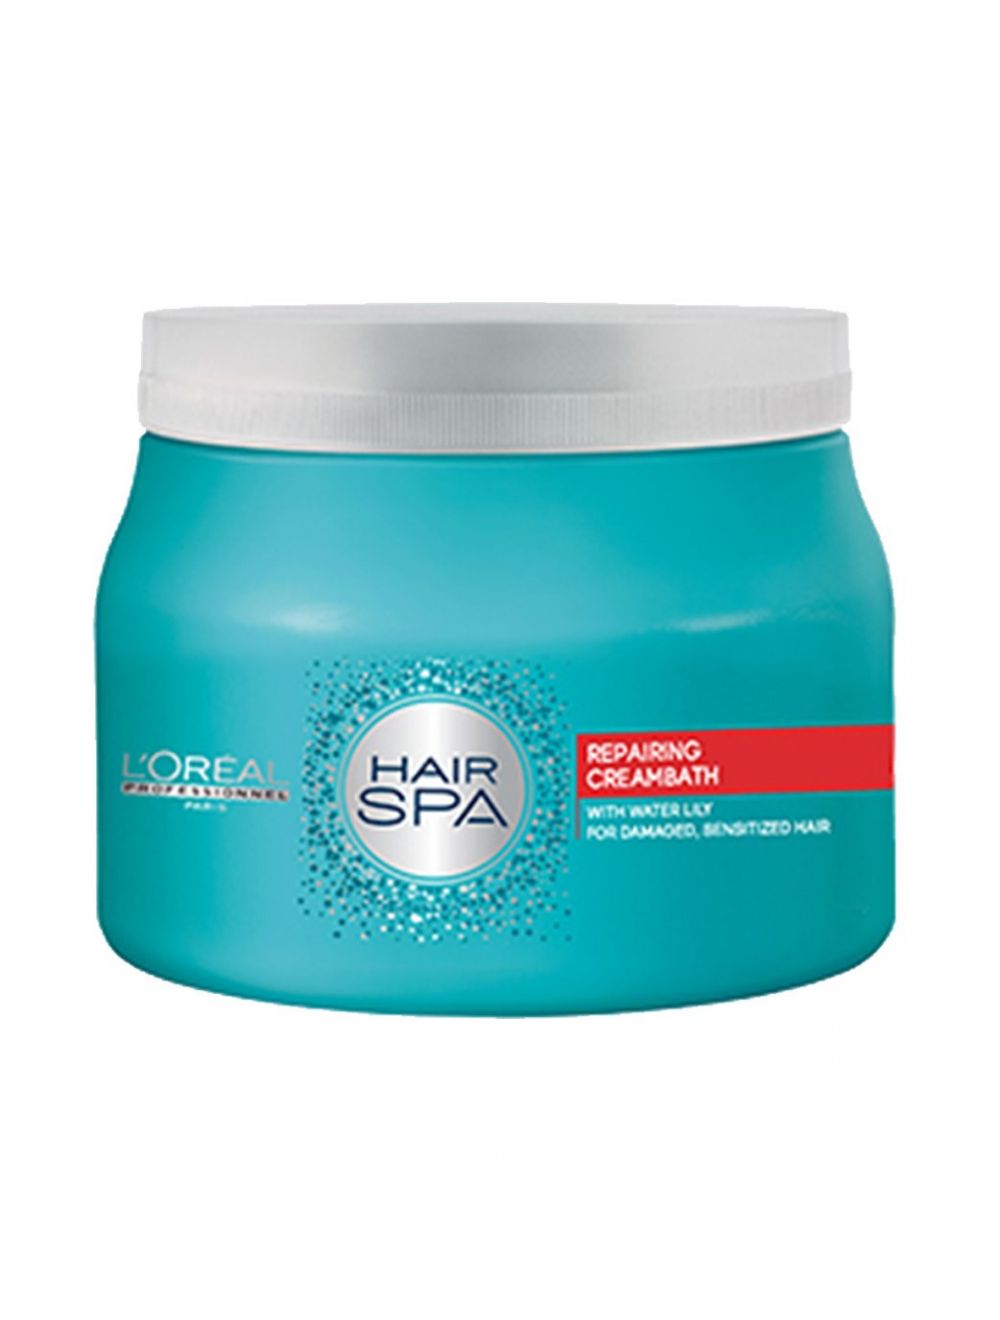 L'ORÉAL
PROFESSIONNEL
PARIS
HAIR
SPA
REPAIRING
CREAMBATH
WITH WATER LILY
FOR DAMAGED, SENSITIZED HAIR